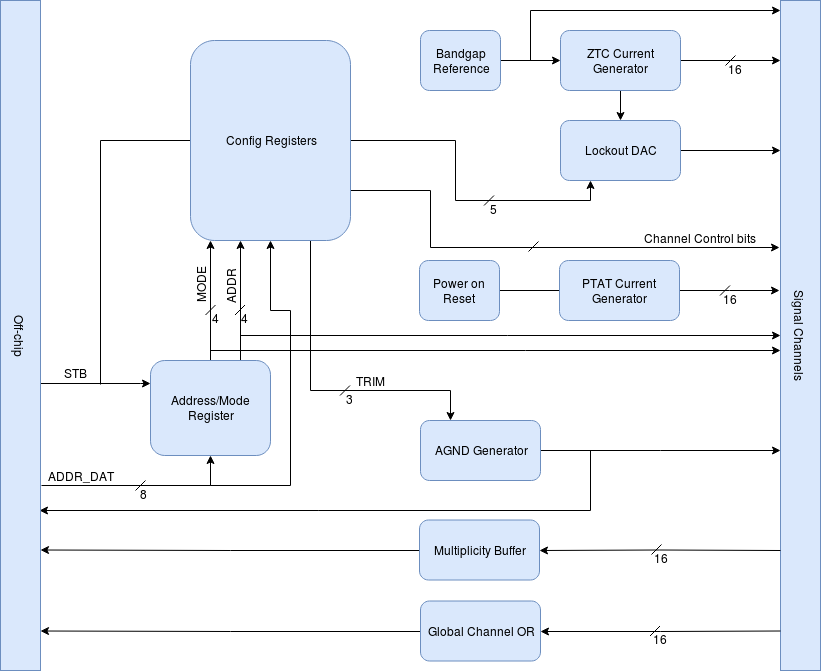 Bandgap
Reference
ZTC Current
Generator
16
Config Registers
Lockout DAC
5
Channel Control bits
MODE
ADDR
4
4
Power on
Reset
PTAT Current
Generator
16
Off-chip
Signal Channels
STB
TRIM
3
Address/Mode
Register
AGND Generator
ADDR_DAT
8
Multiplicity Buffer
16
Global Channel OR
16